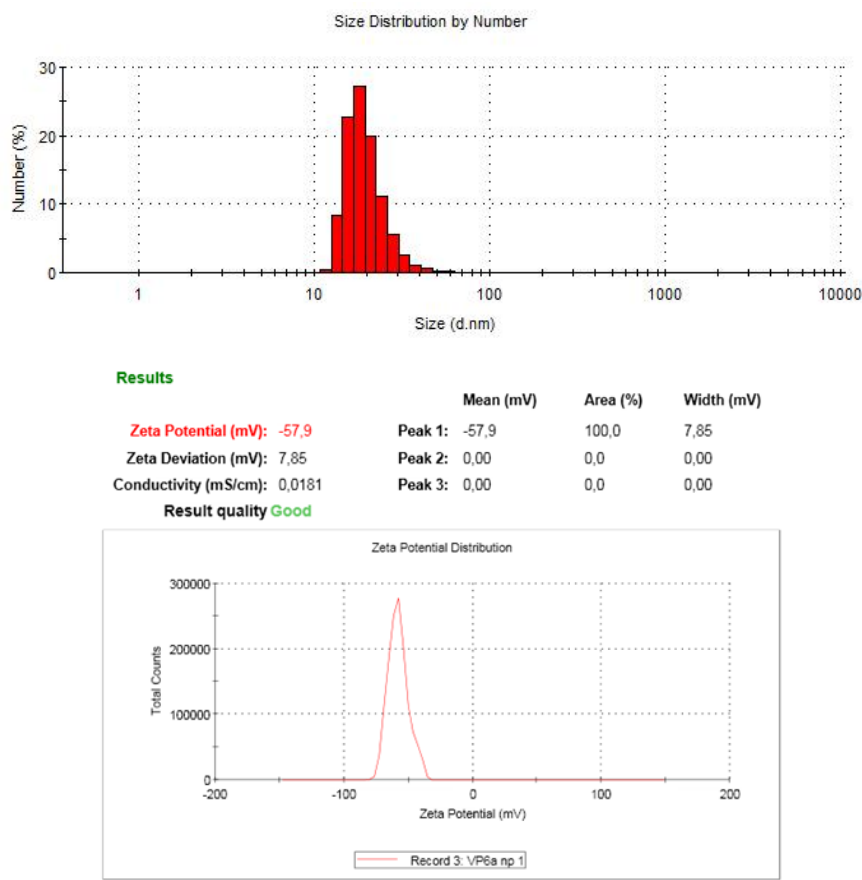 Size Distribution by Number
30
20
10
0
Number (%)
1 10 100 1000 10000
Size (d.nm)
Results
Mean (mV) Area (%) Width (mV)
Zeta Potential (mV): -57,9 Peak 1: -57,9 100,0 7,85
Zeta Deviation (mV): 7,85 Peak 2: 0,00 0,0 0,00
Conductivity (mS/cm): 0,0181 Peak 3: 0,00 0,0 0,00
Result quality Good
Zeta Potential Distribution
300000
200000
100000
0
Total Counts
-200 -100 0 100 200
Zeta Potential (mV)
Record 3: VP6a np 1